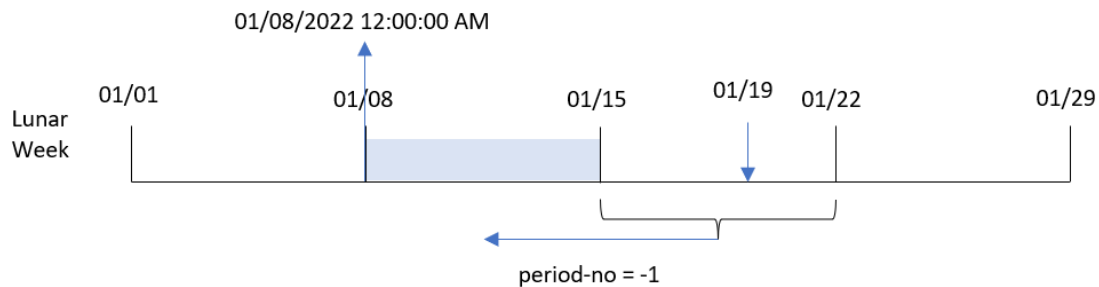 01/08/2022 12:00:00 AM
01/01
01/08
01/15
01/19
01/22
01/29
Lunar
Week
period-no = -1